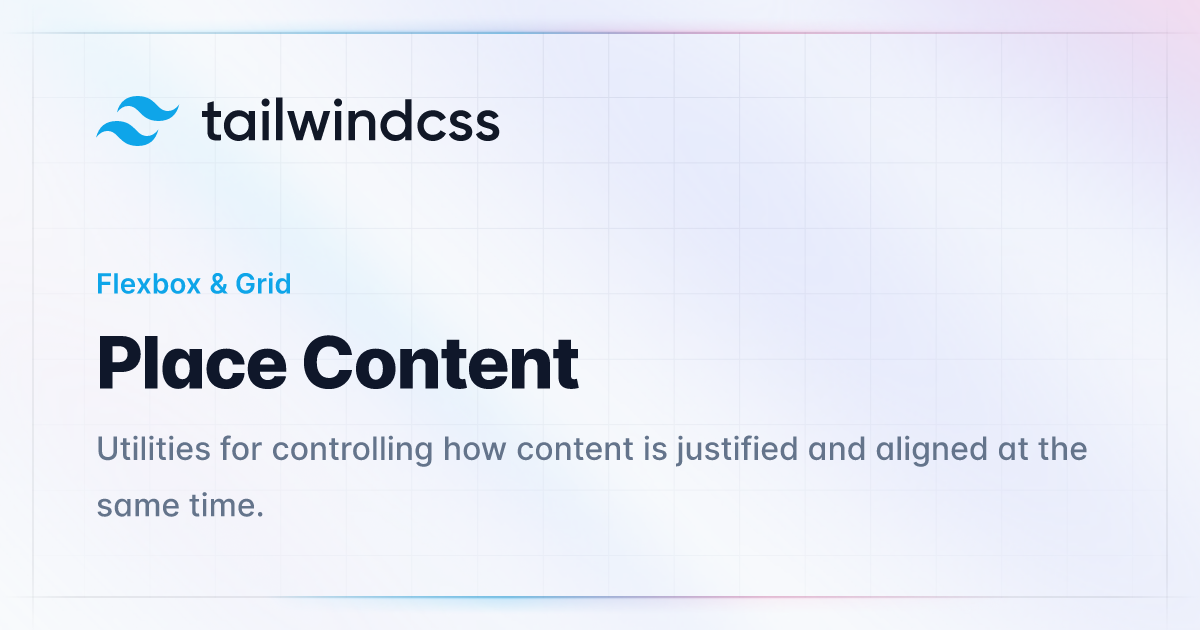 tailwindcss
Flexbox & Grid
Place Content
Utilities for controlling how content is justified and aligned at the
same time.